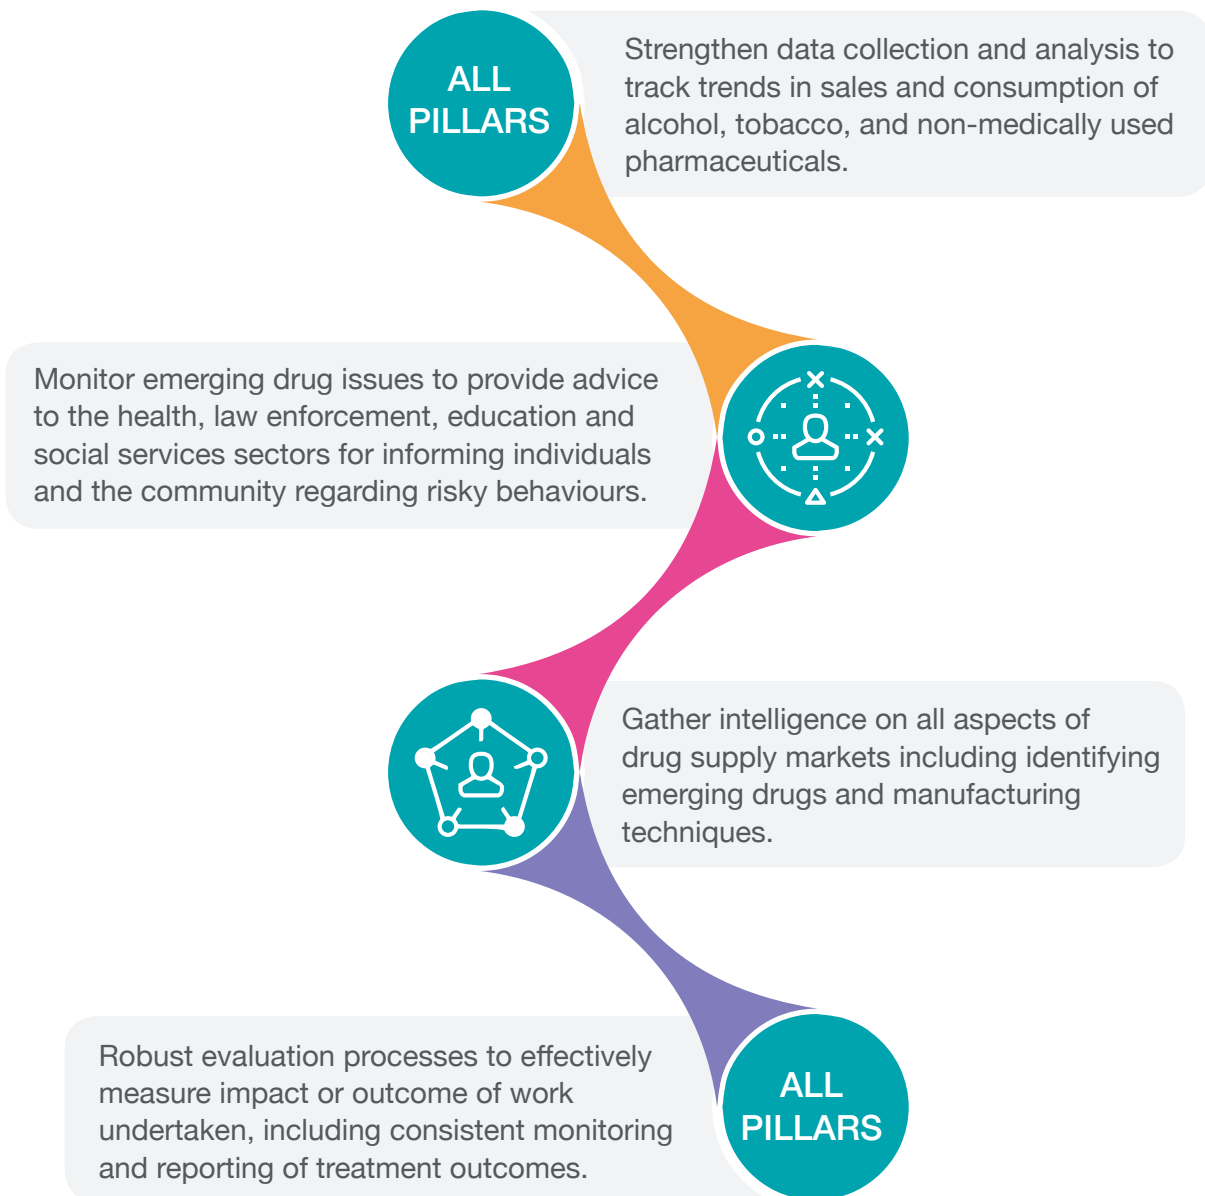 ALL
PILLARS
Strengthen data collection and analysis to
track trends in sales and consumption of
alcohol, tobacco, and non-medically used
pharmaceuticals.
Monitor emerging drug issues to provide advice
to the health, law enforcement, education and
social services sectors for informing individuals
and the community regarding risky behaviours.
Gather intelligence on all aspects of
drug supply markets including identifying
emerging drugs and manufacturing
techniques.
Robust evaluation processes to effectively
measure impact or outcome of work
undertaken, including consistent monitoring
and reporting of treatment outcomes.
ALL
PILLARS